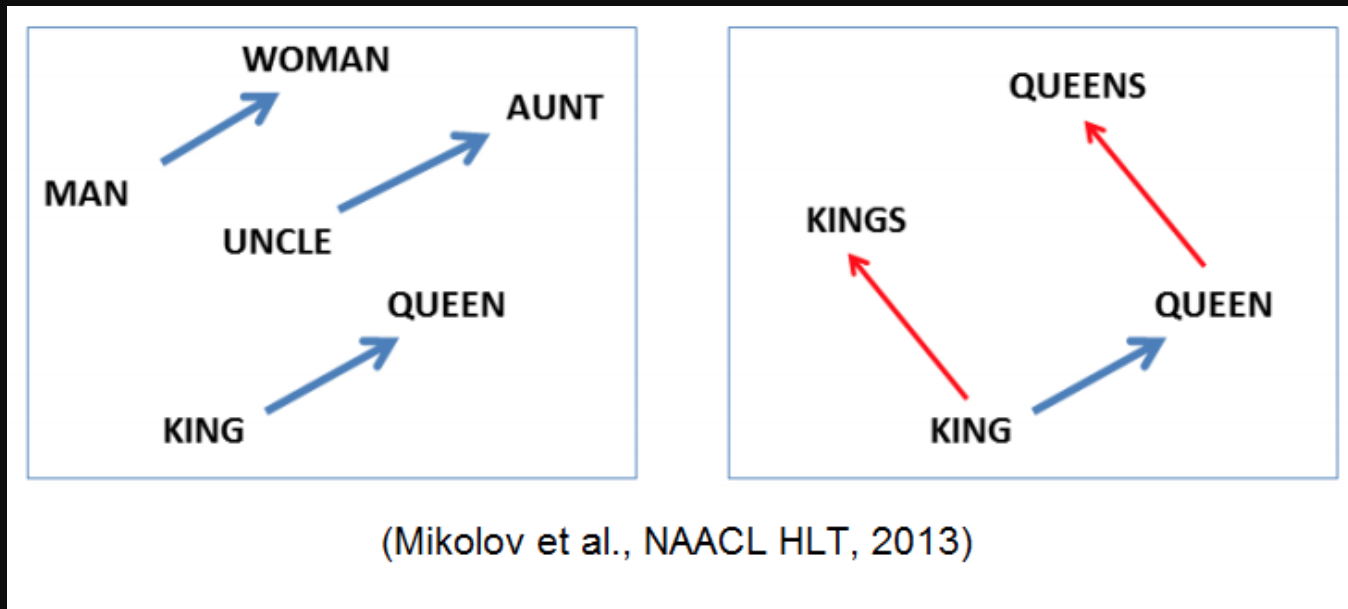 WOMAN
AUNT
MAN
UNCLE
QUEEN
KING
QUEENS
KINGS
QUEEN
KING
(Mikolov et al., NAACL HLT, 2013)